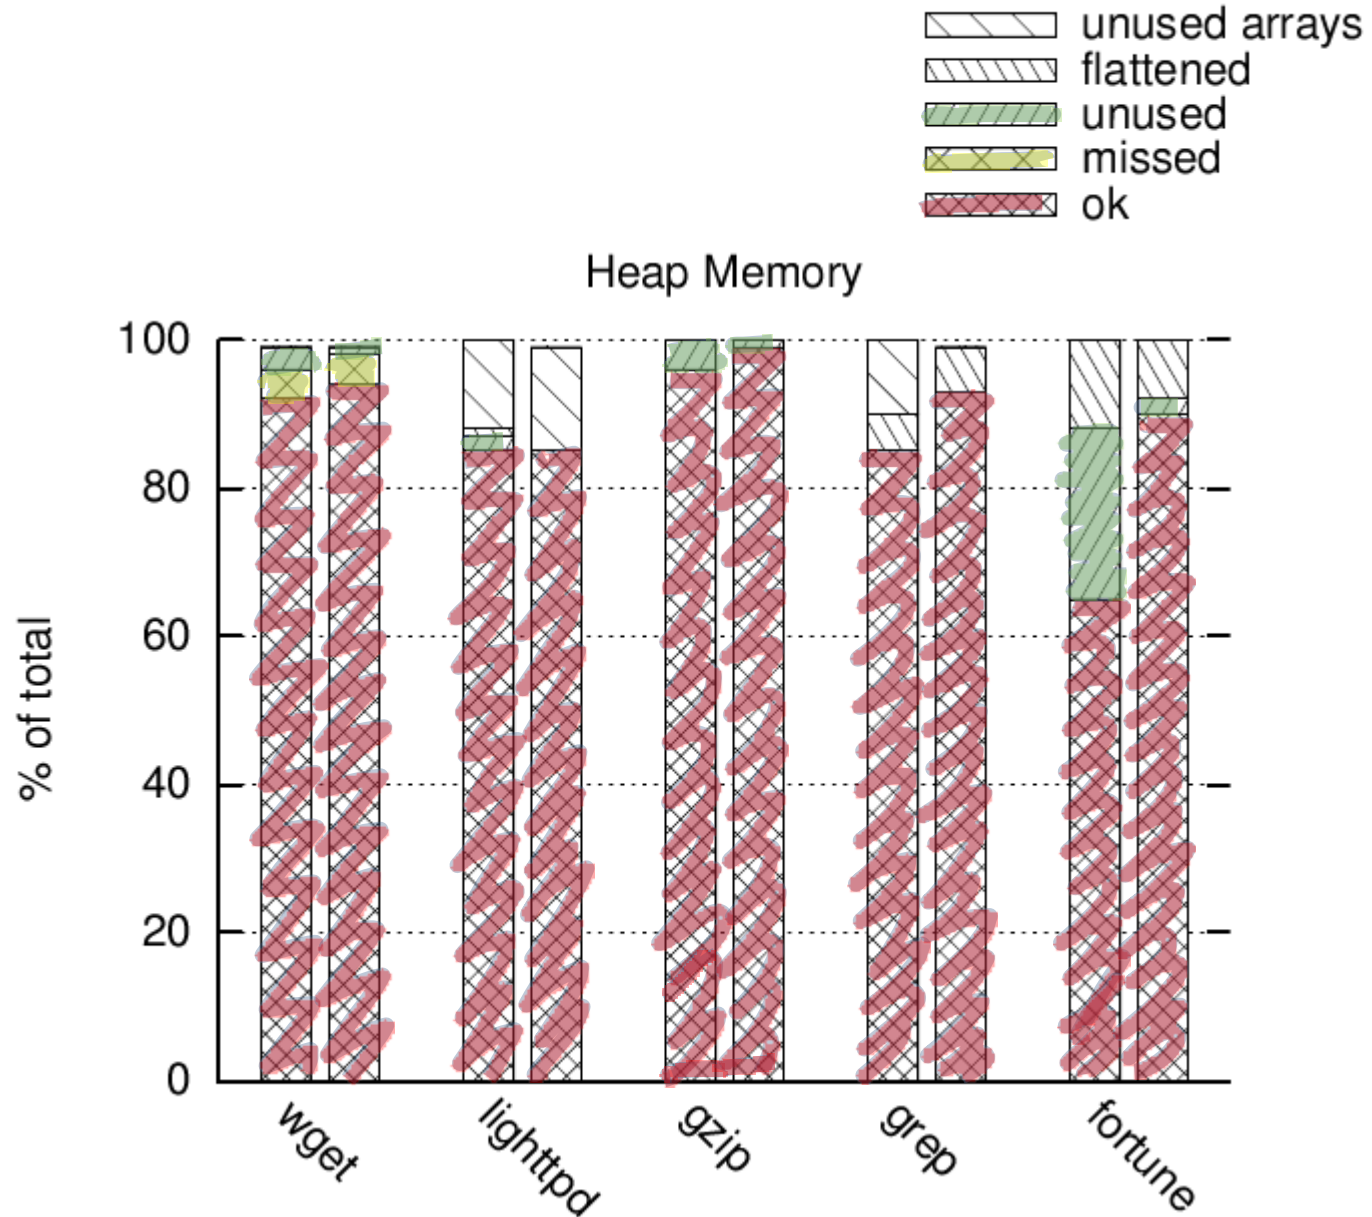 unused arrays
flattened
unused
missed
ok
Heap Memory
% of total
100
80
60
40
20
0
wget
lighttpd
gzip
grep
fortune